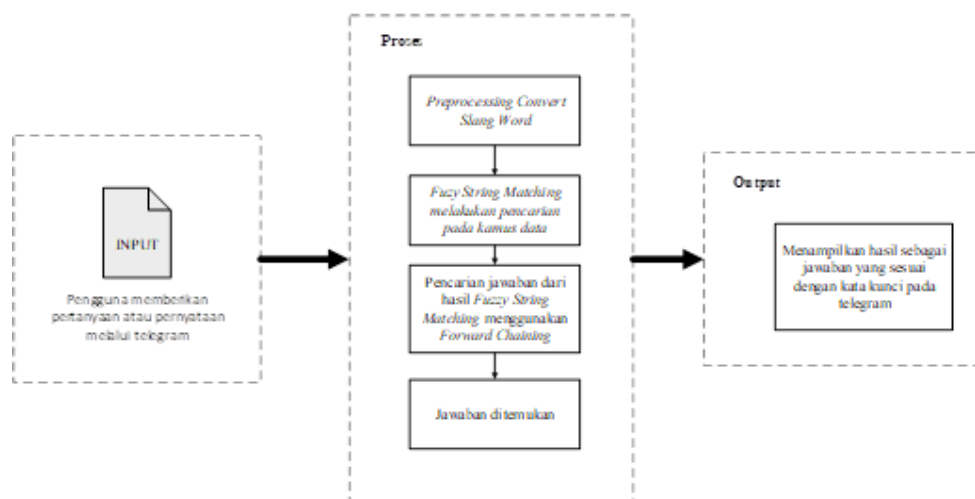 INPUT
Pengguna memberikan
pertanyaan atau pernyataan
melalui telegram
Proses
Preprocessing Convert
Slang Word
Fuzy String Matching
melalukan pencarian
pada kamus data
Pencarian jawaban dari
hasil Fuzzy String
Matching menggunakan
Forward Chaining
Jawaban ditemukan
Output
Menampilkan hasil sebagai
jawaban yang sesuai
dengan kata kunci pada
telegram